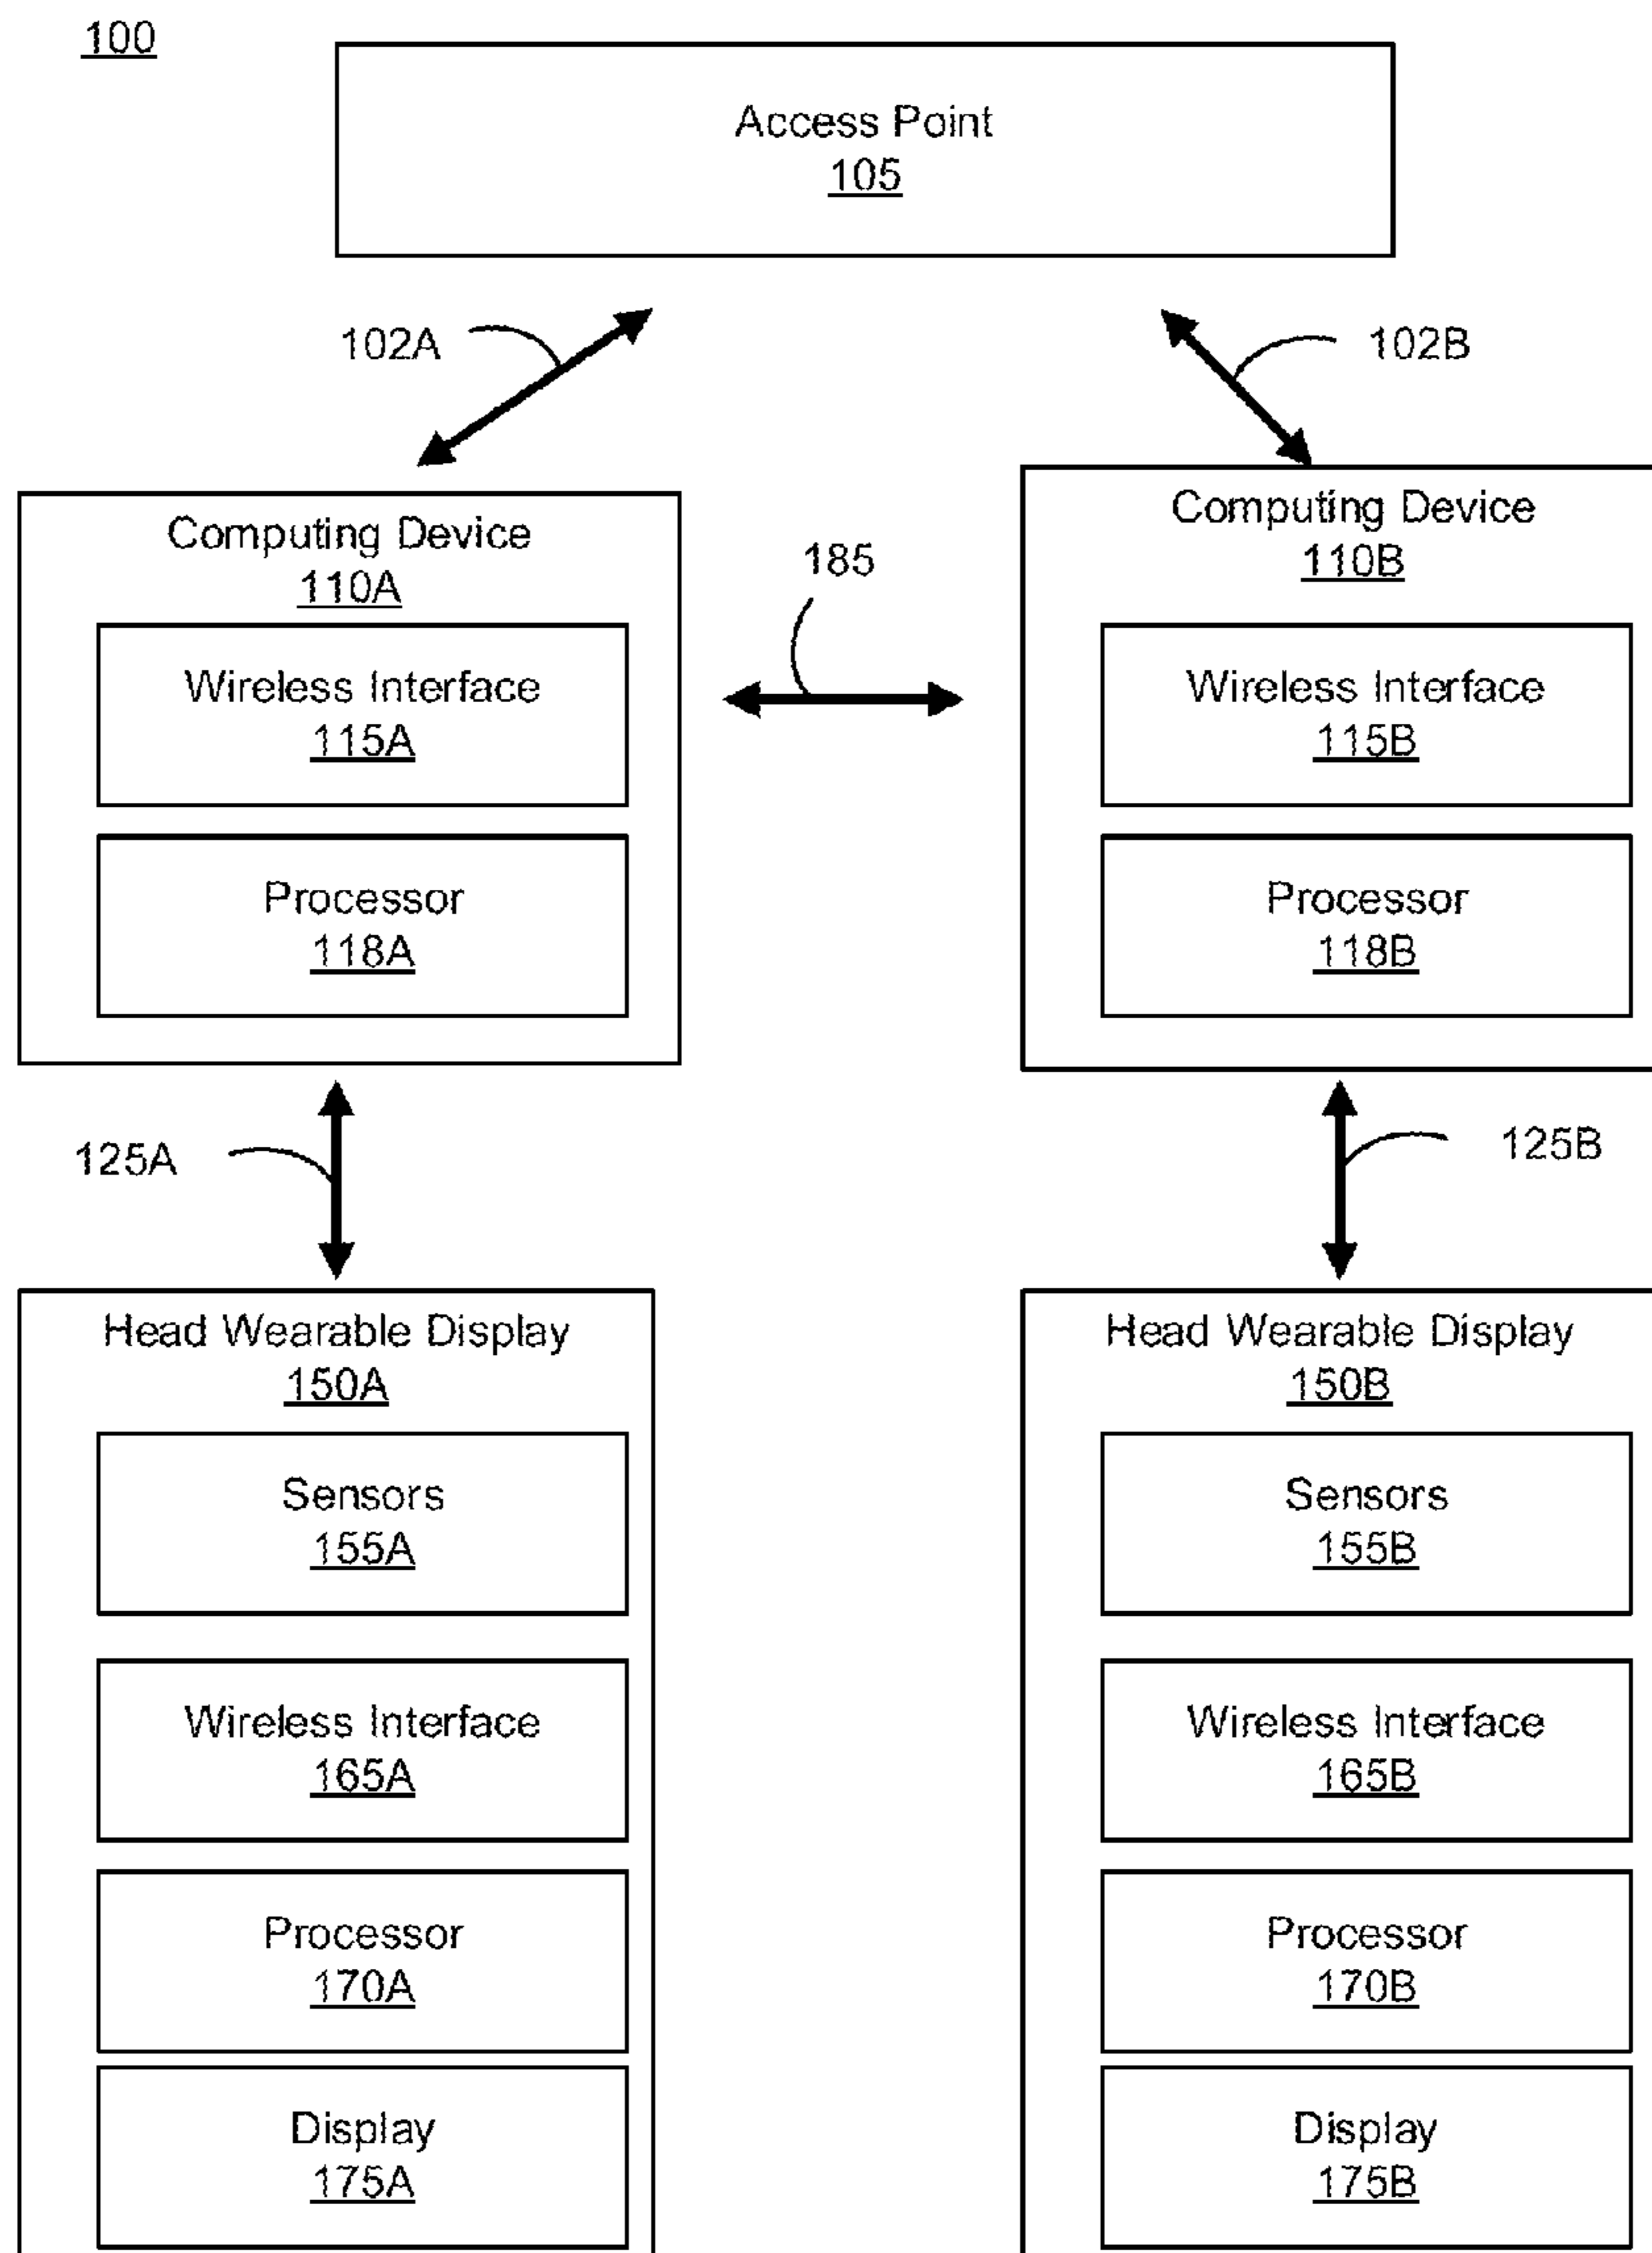 100
Access Point
105
102A
102B
Computing Device
110A
Wireless Interface
115A
Processor
118A
185
Computing Device
110B
Wireless Interface
115B
Processor
118B
125A
125B
Head Wearable Display
150A
Sensors
155A
Wireless Interface
165A
Processor
170A
Display
175A
Head Wearable Display
150B
Sensors
155B
Wireless Interface
165B
Processor
170B
Display
175B